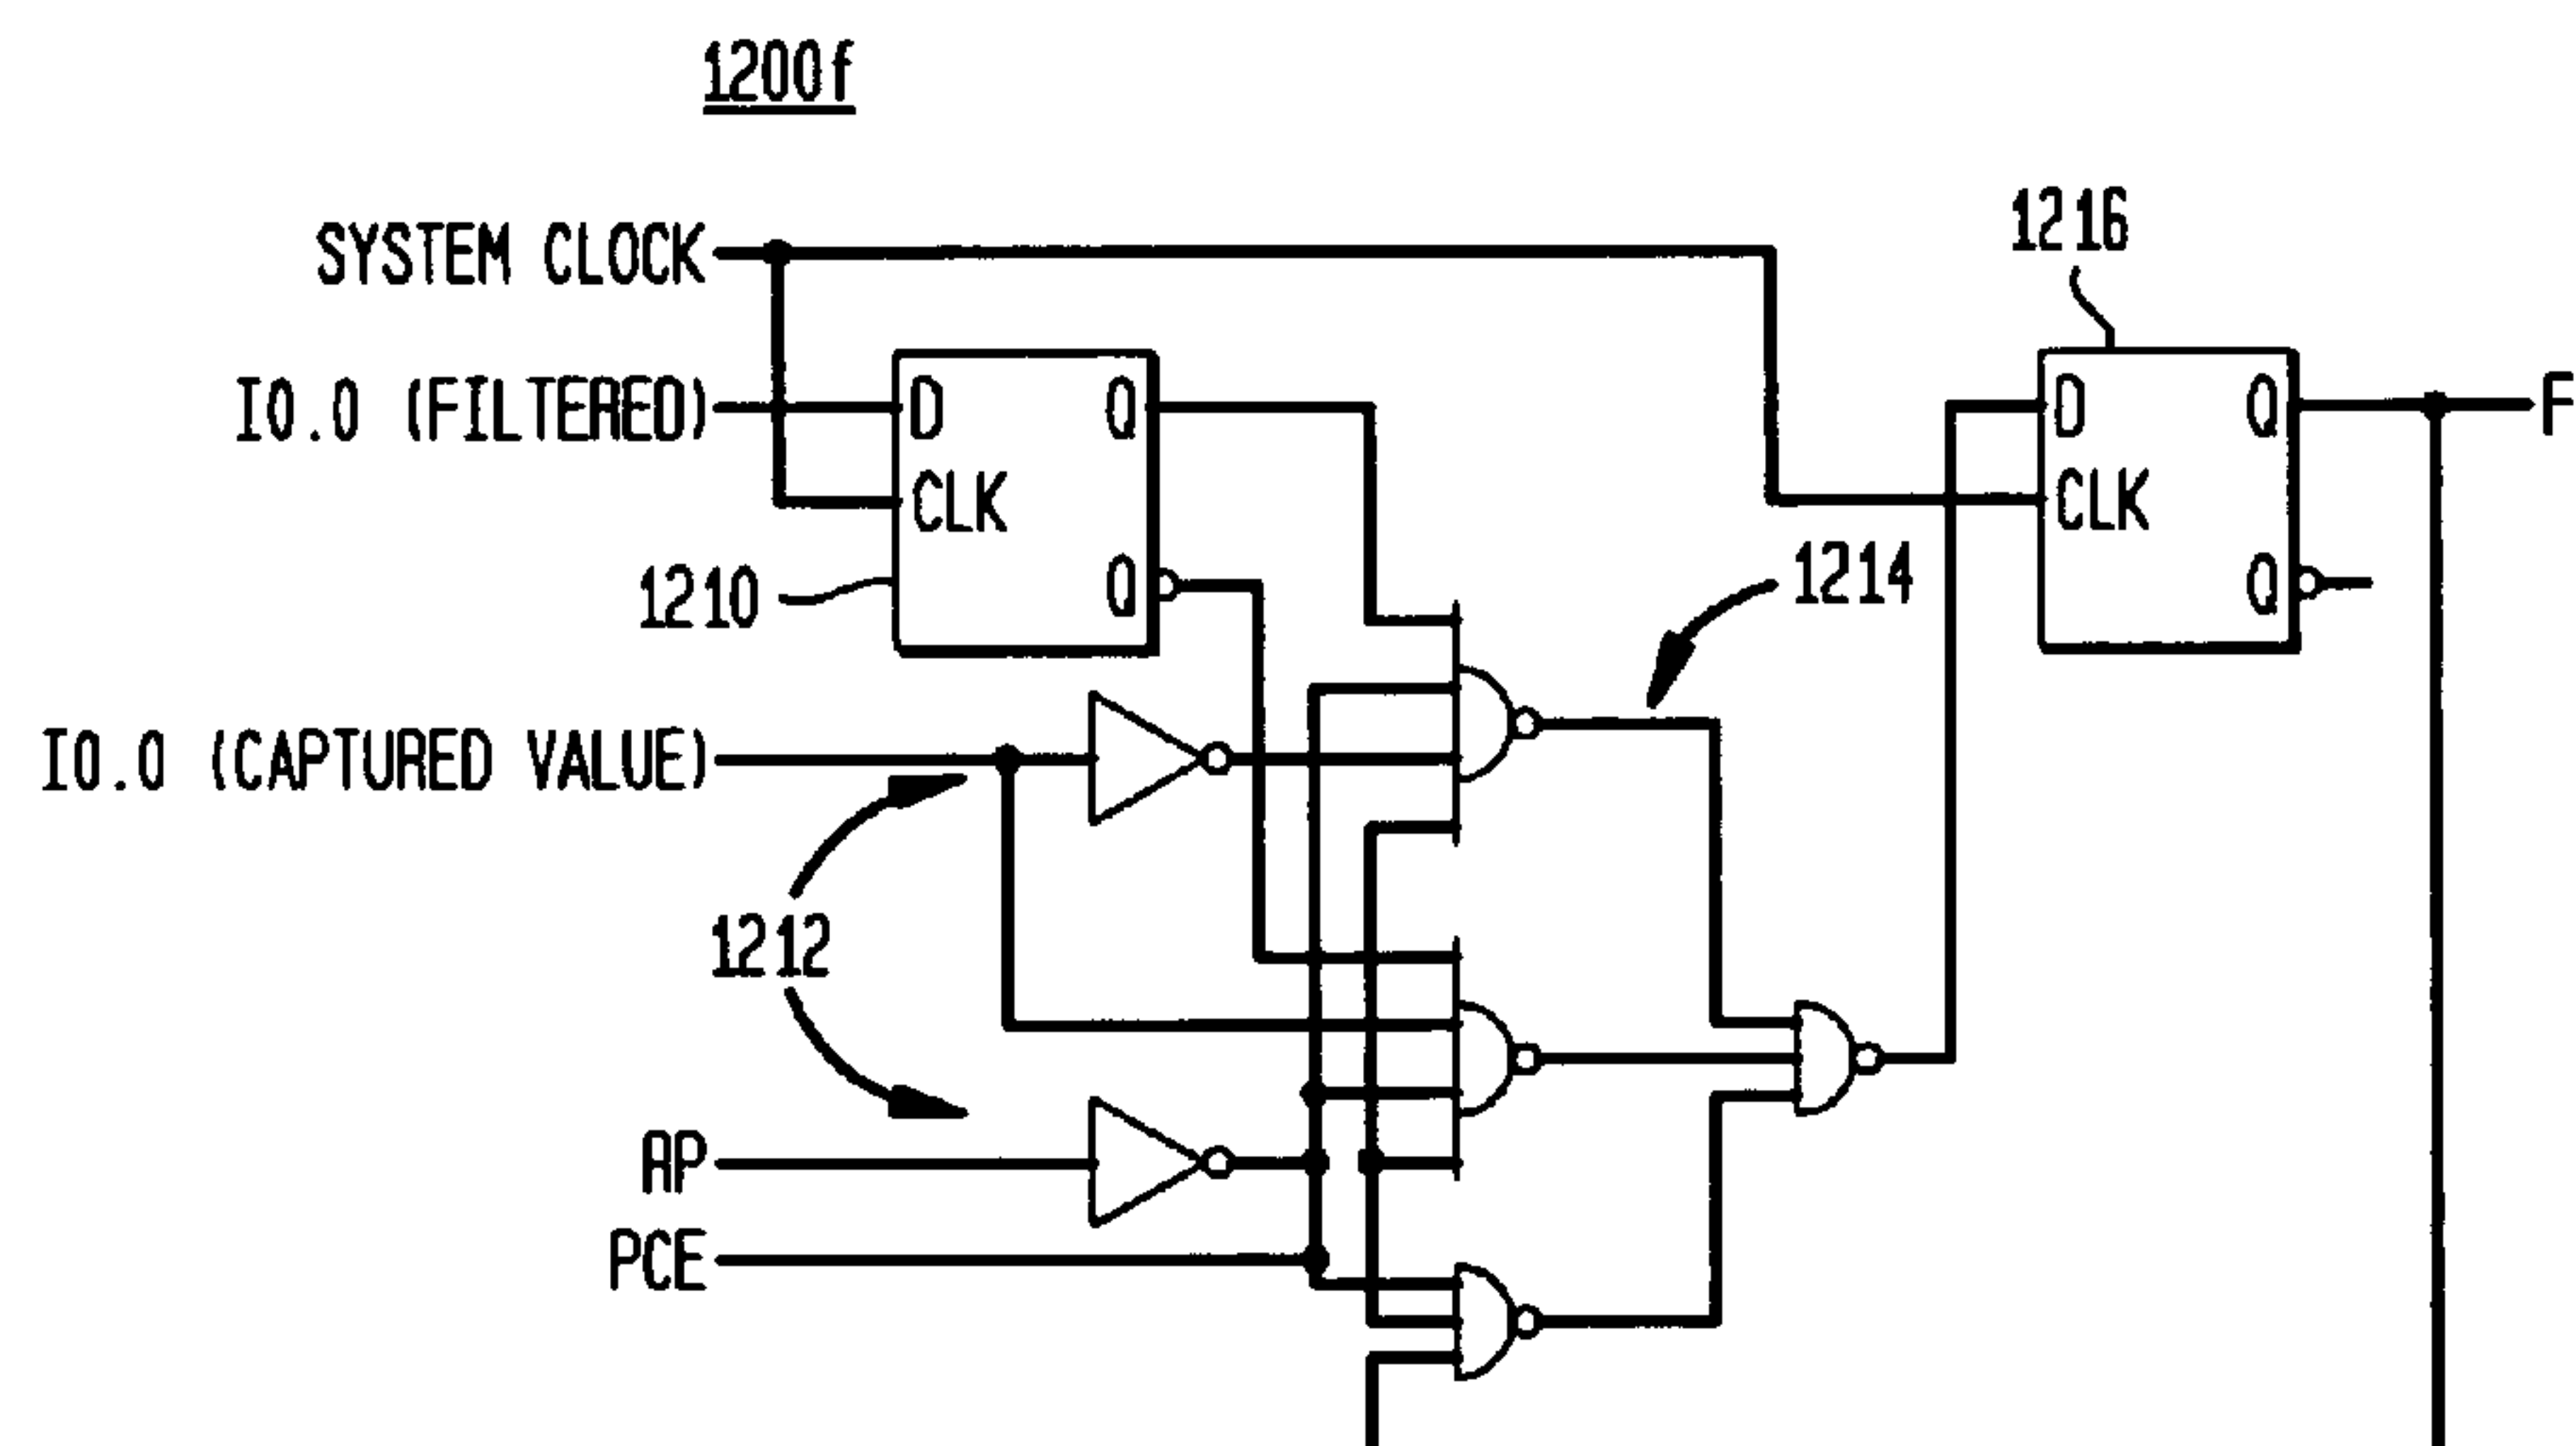 1200f
SYSTEM CLOCK
1216
I0.0 (FILTERED)
D Q
CLK
Q
D Q
CLK
Q
F
1210
1214
I0.0 (CAPTURED VALUE)
1212
AP
PCE